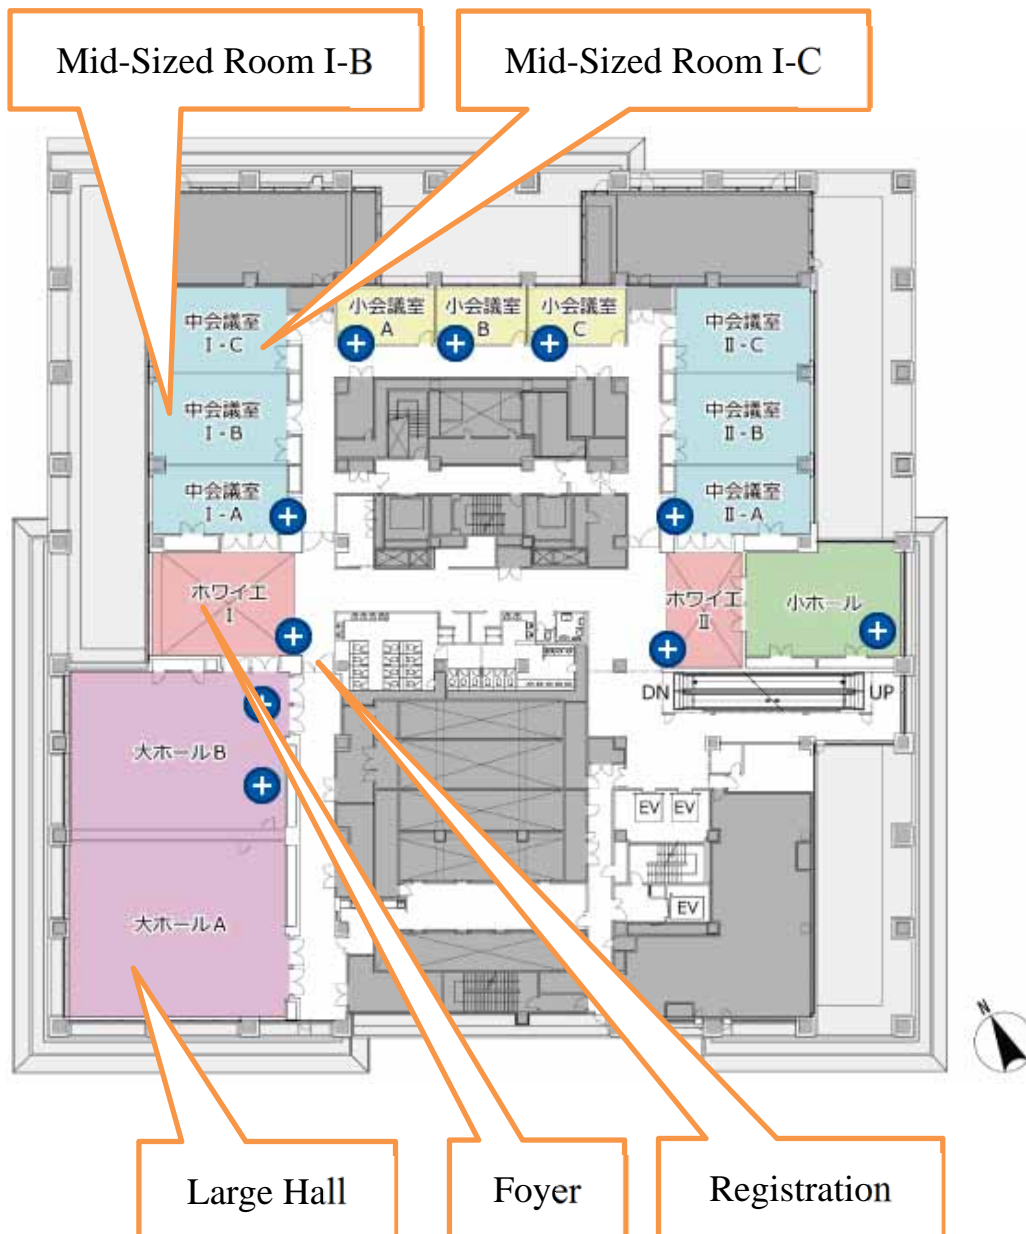 Mid-Sized Room I-B
Mid-Sized Room I-C
小会議室
A
小会議室
B
小会議室
C
中会議室
I - C
中会議室
II - C
中会議室
I - B
中会議室
II - B
中会議室
I - A
中会議室
II - A
ホワイエ
I
ホワイエ
II
小ホール
DN
UP
大ホールB
EV
EV
大ホールA
EV
N
Large Hall
Foyer
Registration